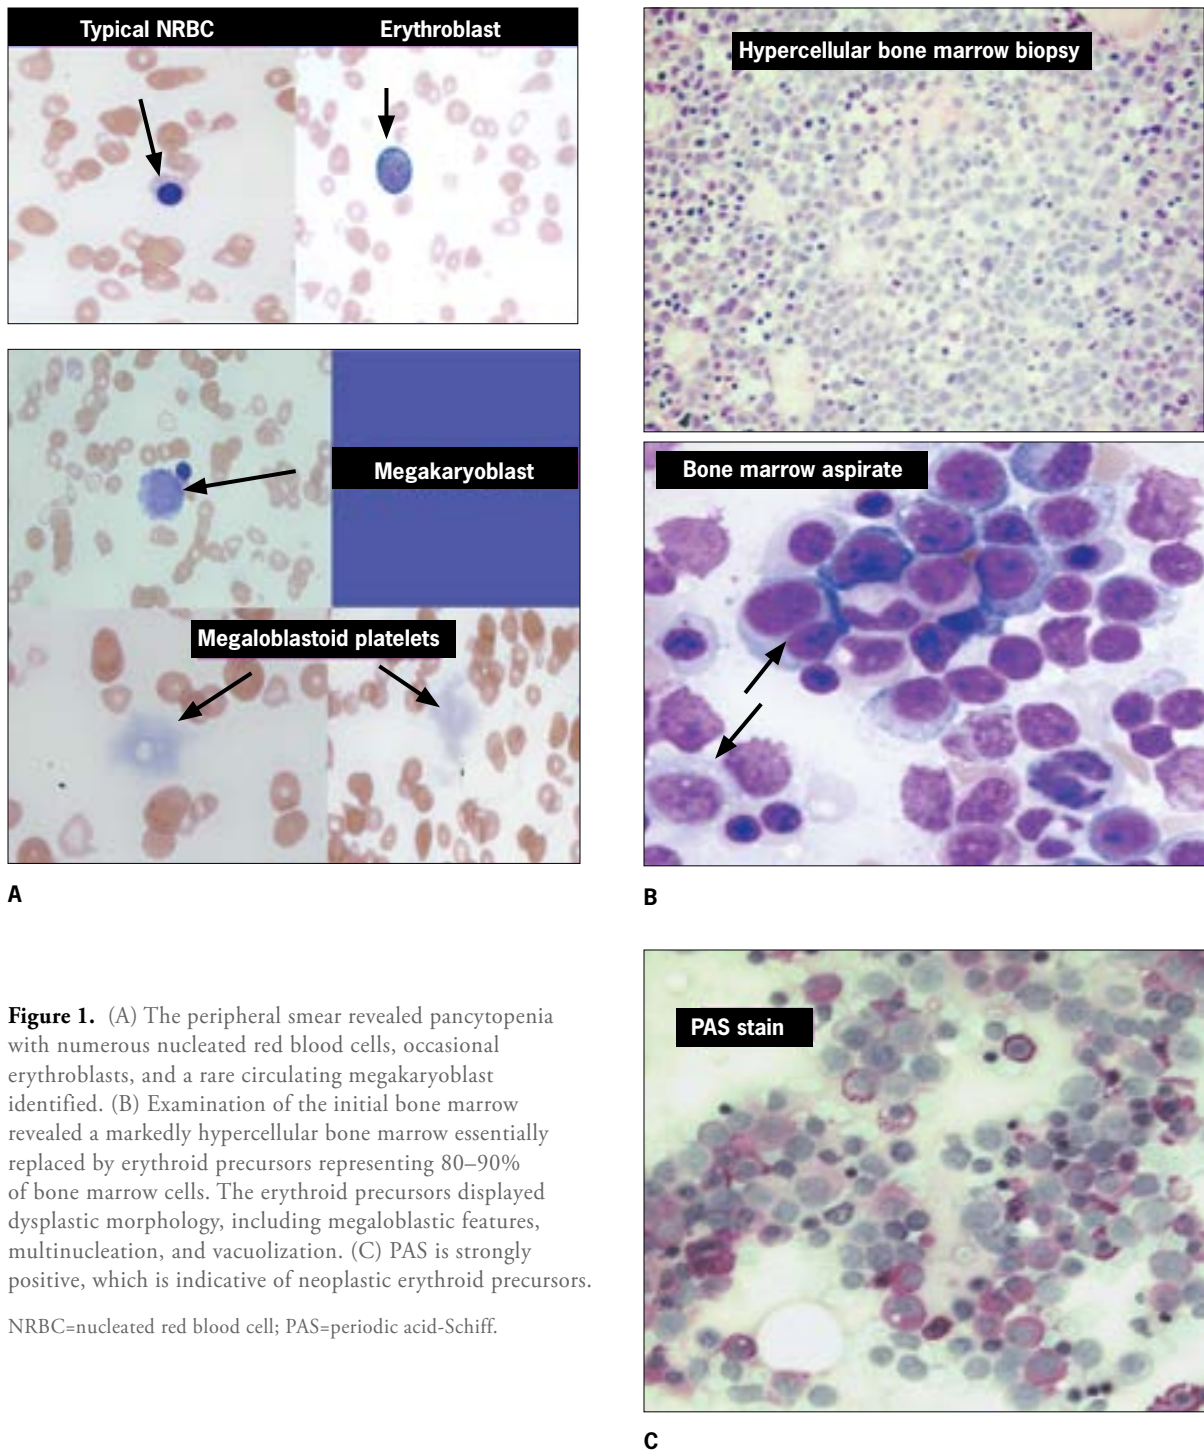 Typical NRBC
Erythroblast
Megakaryoblast
Megaloblastoid platelets
A
Hypercellular bone marrow biopsy
Bone marrow aspirate
B
PAS stain
C
Figure 1. (A) The peripheral smear revealed pancytopenia
with numerous nucleated red blood cells, occasional
erythroblasts, and a rare circulating megakaryoblast
identified. (B) Examination of the initial bone marrow
revealed a markedly hypercellular bone marrow essentially
replaced by erythroid precursors representing 80–90%
of bone marrow cells. The erythroid precursors displayed
dysplastic morphology, including megaloblastic features,
multinucleation, and vacuolization. (C) PAS is strongly
positive, which is indicative of neoplastic erythroid precursors.
NRBC=nucleated red blood cell; PAS=periodic acid-Schiff.